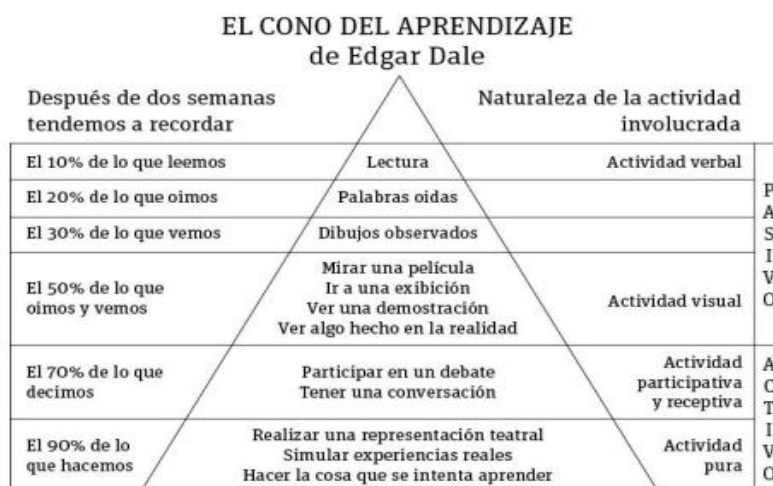 EL CONO DEL APRENDIZAJE
de Edgar Dale
Después de dos semanas
tendemos a recordar
Naturaleza de la actividad
involucrada
El 10% de lo que leemos
Lectura
Actividad verbal
El 20% de lo que oimos
Palabras oidas
El 30% de lo que vemos
Dibujos observados
El 50% de lo que
oimos y vemos
Mirar una película
Ir a una exibición
Ver una demostración
Ver algo hecho en la realidad
Actividad visual
PASIVO
El 70% de lo que
decimos
Participar en un debate
Tener una conversación
Actividad
participativa
y receptiva
El 90% de lo
que hacemos
Realizar una representación teatral
Simular experiencias reales
Hacer la cosa que se intenta aprender
Actividad
pura
ACTIVO